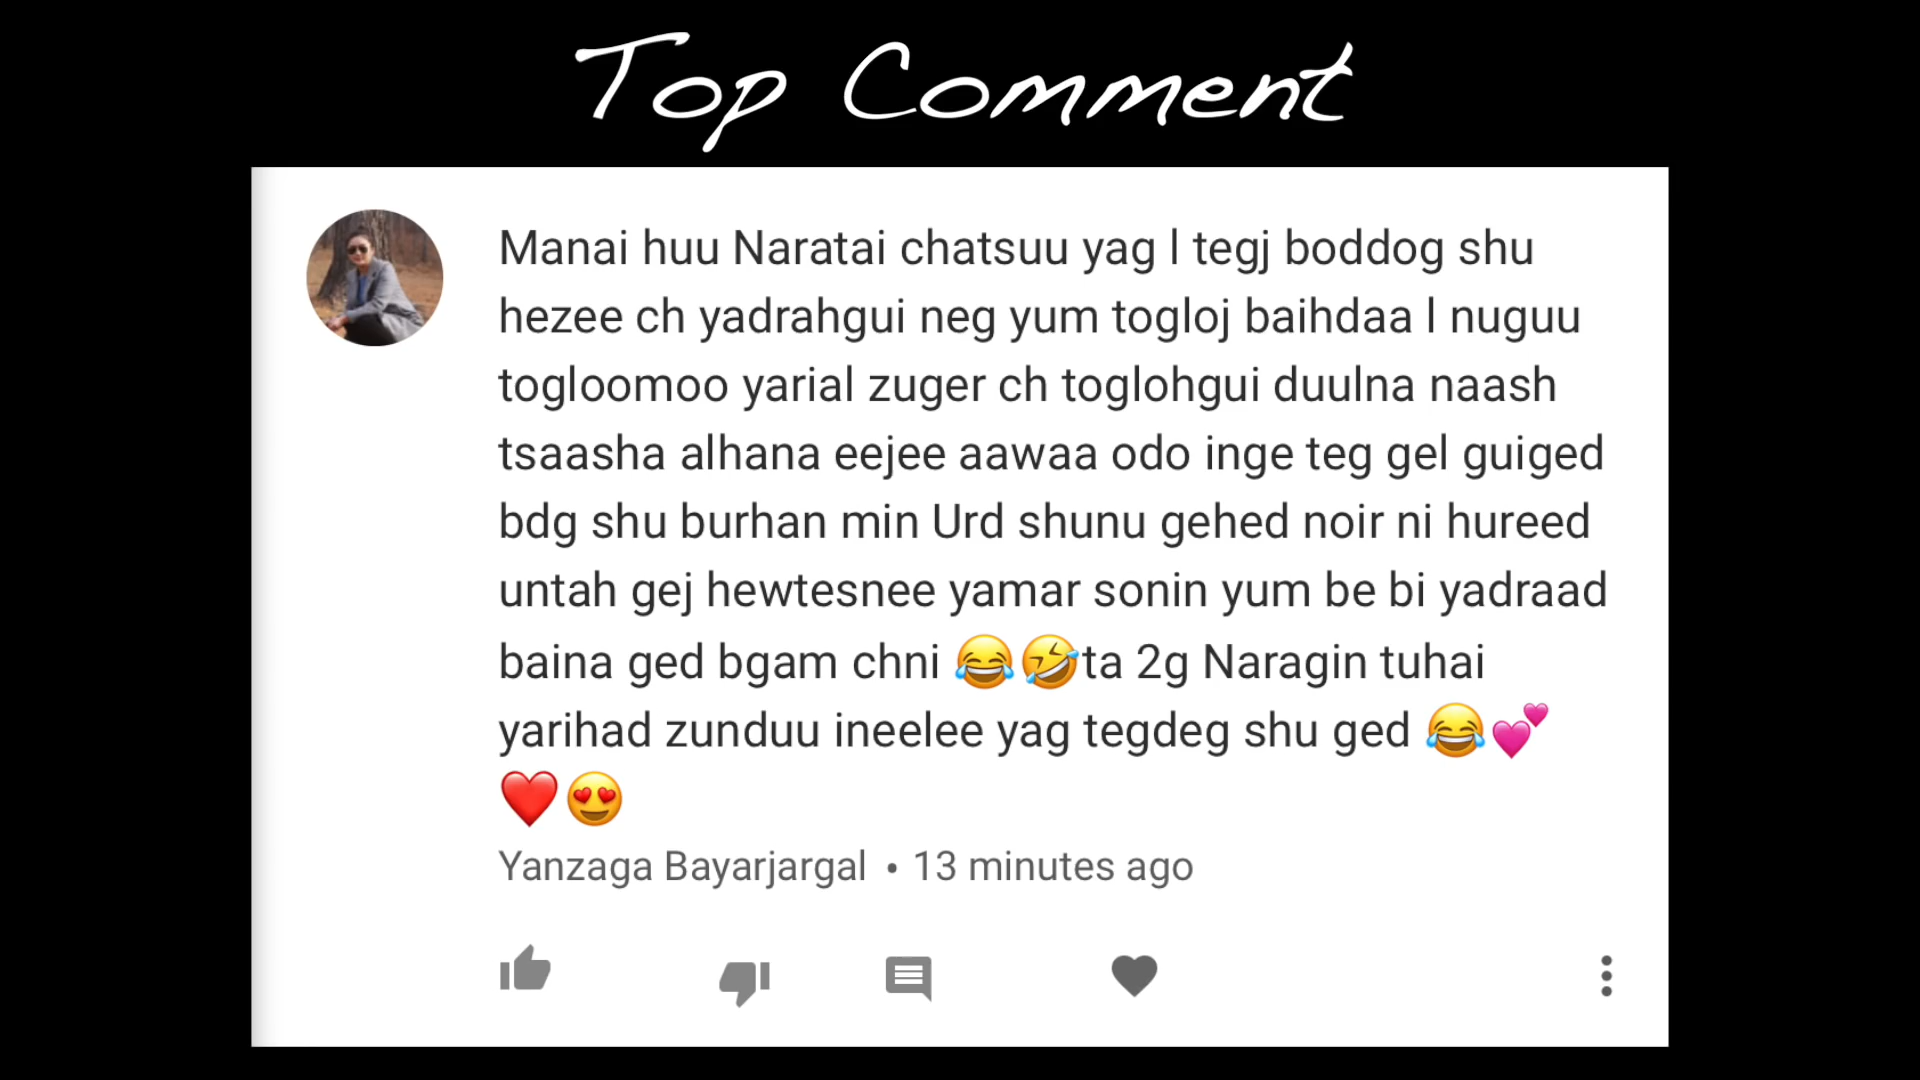 Top Comment
Manai huu Naratai chatsuu yag l tegj boddog shu
hezee ch yadrahgui neg yum togloj baihdaa l nuguu
togloomoo yarial zuger ch toglohgui duulna naash
tsaasha alhana eejee aawaa odo inge teg gel guiged
bdg shu burhan min Urd shunu gehed noir ni hureed
untah gej hewtesnee yamar sonin yum be bi yadraad
baina ged bgam chni 😂🤣ta 2g Naragin tuhai
yarihad zunduu ineelee yag tegdeg shu ged 😂💕
❤️😍
Yanzaga Bayarjargal • 13 minutes ago